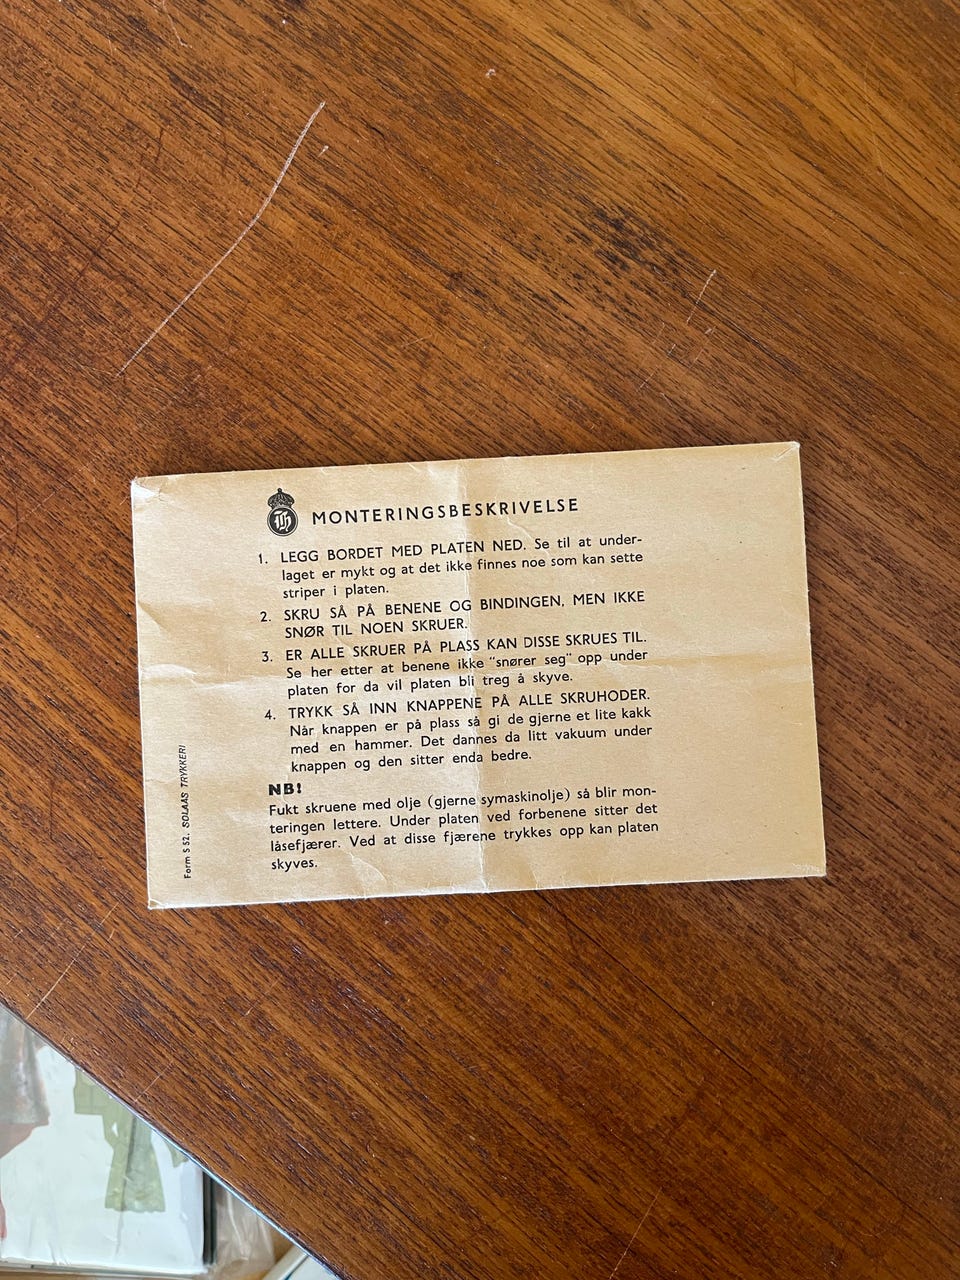 MONTERINGSBESKRIVELSE
1. LEGG BORDET MED PLATEN NED. Se til at under-
laget er mykt og at det ikke finnes noe som kan sette
striper i platen.
2. SKRU SÅ PÅ BENENE OG BINDINGEN, MEN IKKE
SNØR TIL NOEN SKRUER.
3. ER ALLE SKRUER PÅ PLASS KAN DISSE SKRUES TIL.
Se her etter at benene ikke "snører seg" opp under
platen for da vil platen bli treg å skyve.
4. TRYKK SÅ INN KNAPPENE PÅ ALLE SKRUHODER.
Når knappen er på plass så gi de gjerne et lite kakk
med en hammer. Det dannes da litt vakuum under
knappen og den sitter enda bedre.
NB!
Fukt skruene med olje (gjerne symaskinolje) så blir mon-
teringen lettere. Under platen ved forbenene sitter det
låsefjærer. Ved at disse fjærene trykkes opp kan platen
skyves.
Form S 52. SOLAAS TRYKKERI